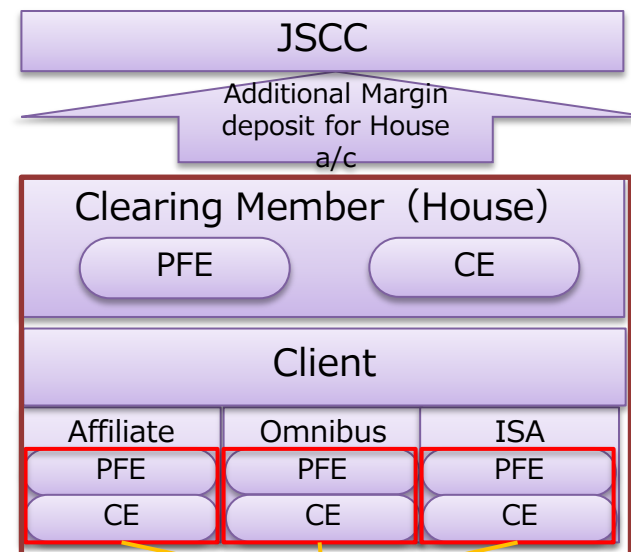 JSCC
Additional Margin
deposit for House
a/c
Clearing Member（House）
PFE CE
Client
Affiliate Omnibus ISA
PFE PFE PFE
CE CE CE